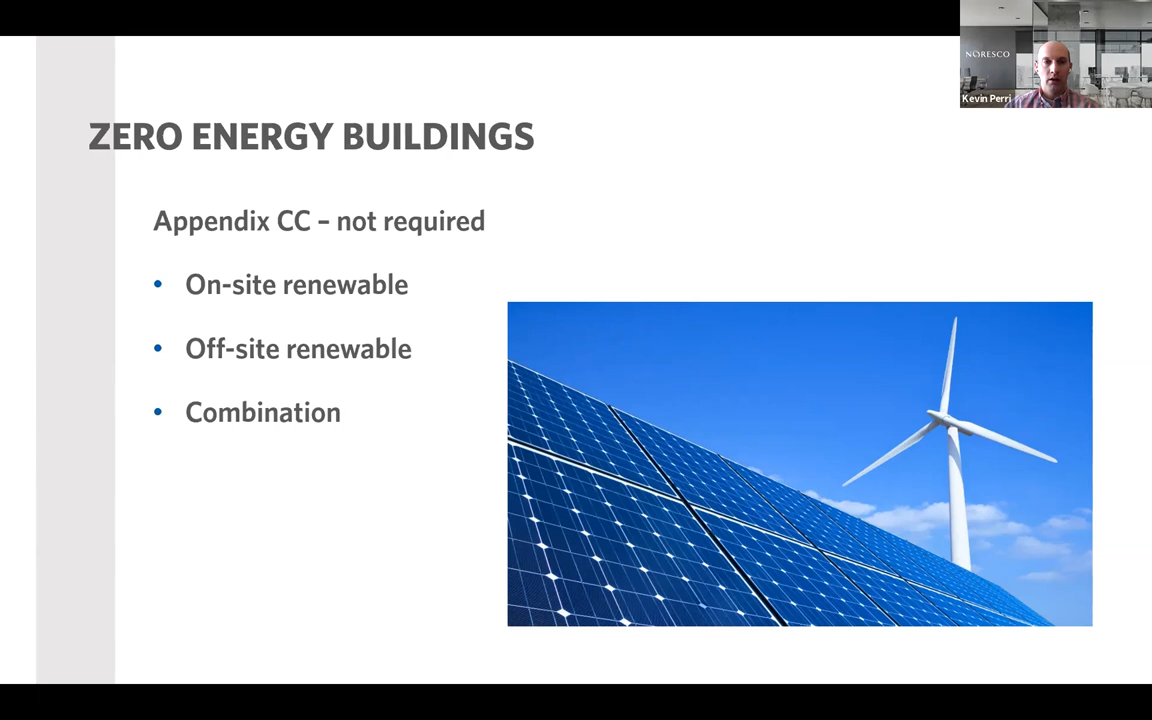 NORESCO
Kevin Perri
ZERO ENERGY BUILDINGS
Appendix CC – not required
• On-site renewable
• Off-site renewable
• Combination